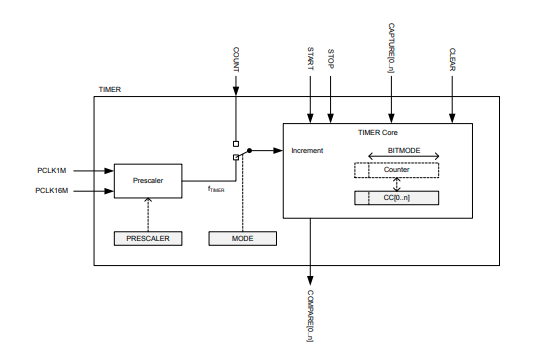 COUNT
START
STOP
CAPTURE[0..n]
CLEAR
TIMER
TIMER Core
Increment
BITMODE
Counter
CC[0..n]
PCLK1M
PCLK16M
Prescaler
fTIMER
PRESCALER
MODE
COMPARE[0..n]